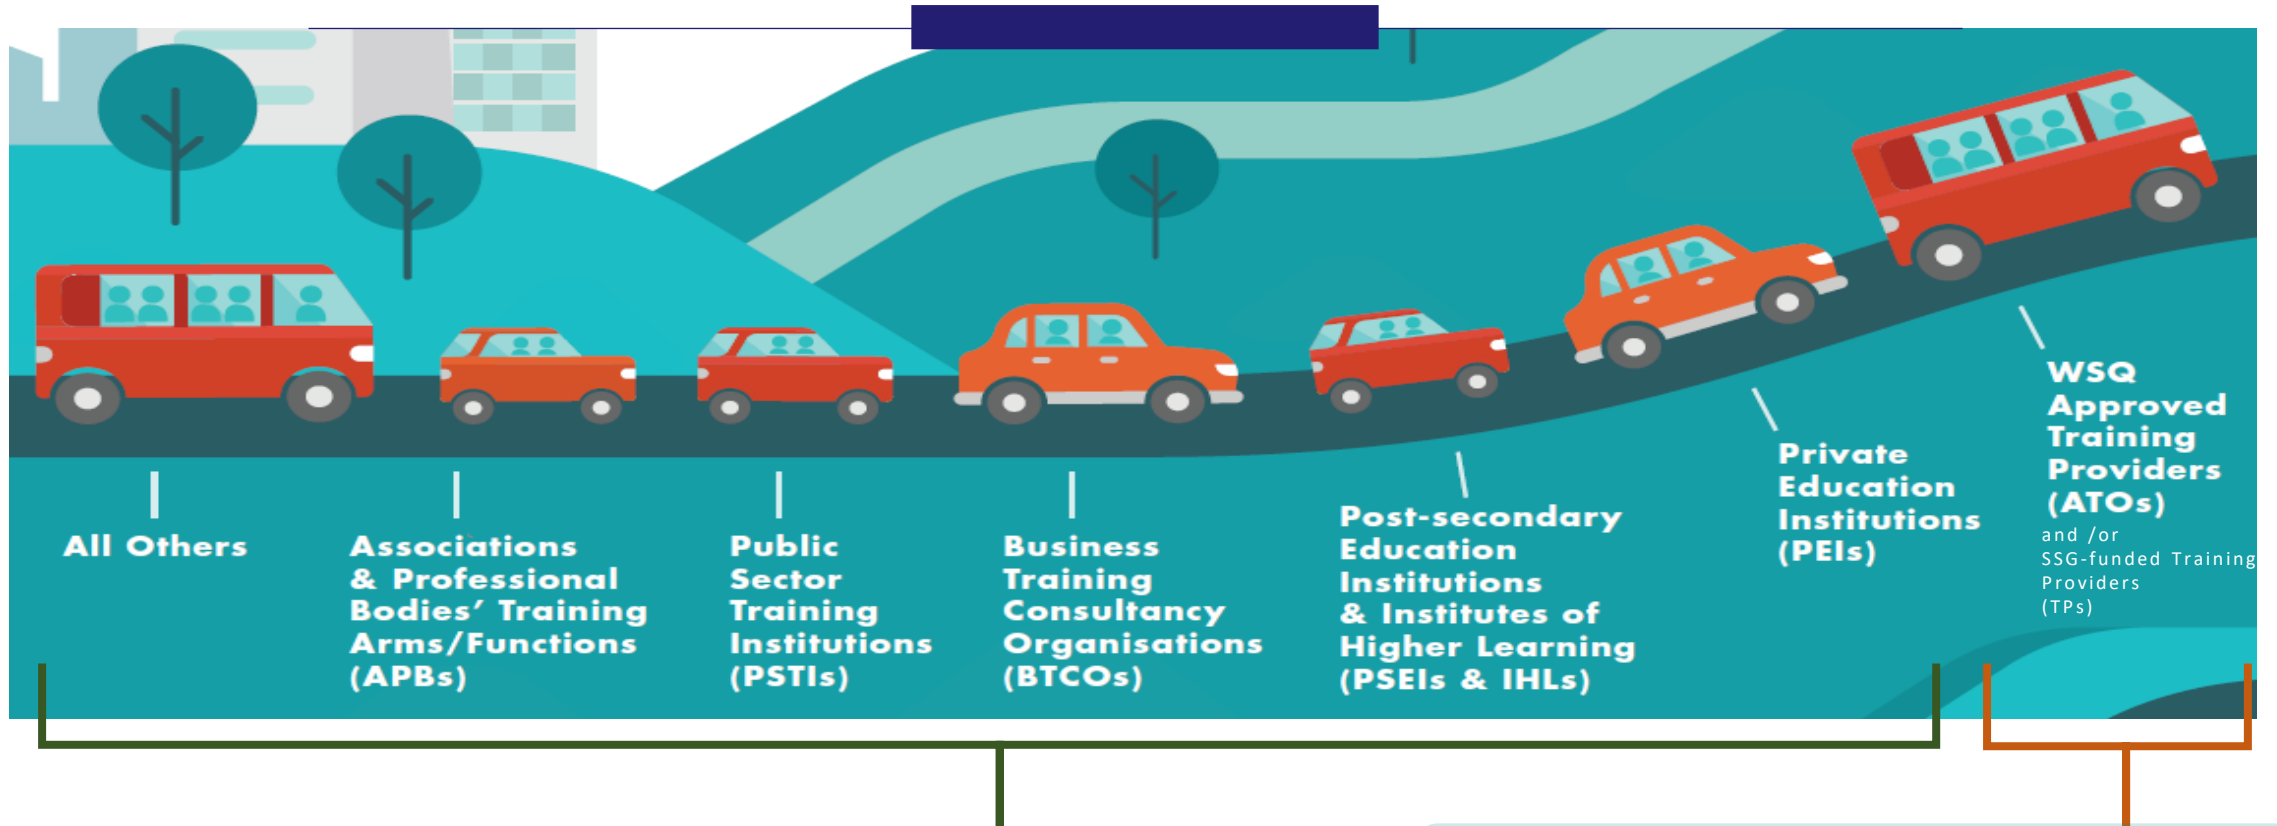 All Others
Associations
& Professional
Bodies’ Training
Arms/Functions
(APBs)
Public
Sector
Training
Institutions
(PSTIs)
Business
Training
Consultancy
Organisations
(BTCOs)
Post-secondary
Education
Institutions
& Institutes of
Higher Learning
(PSEIs & IHLs)
Private
Education
Institutions
(PEIs)
WSQ
Approved
Training
Providers
(ATOs)
and /or
SSG-funded Training
Providers
(TPs)